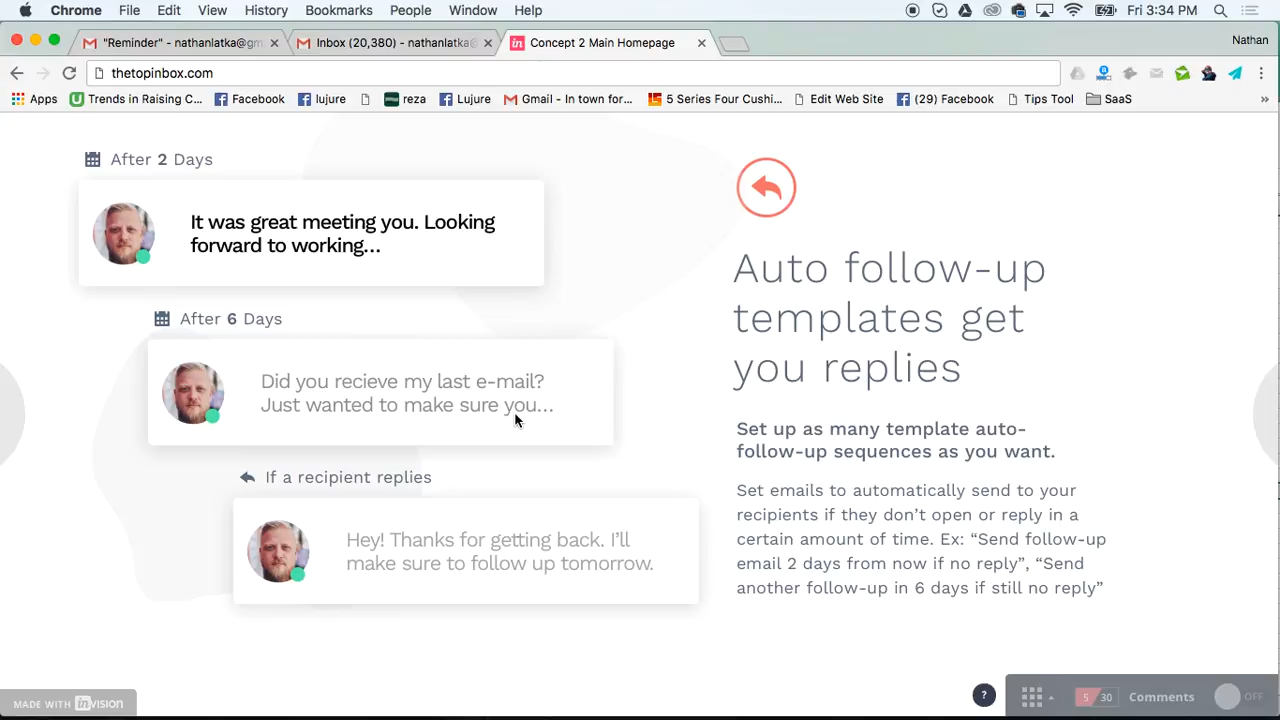 Chrome File Edit View History Bookmarks People Window Help Fri 3:34 PM
"Reminder" - nathanlatka@gm Inbox (20,380) - nathanlatka@ Concept 2 Main Homepage Nathan
thetopinbox.com
Apps Trends in Raising C... Facebook lujure reza Lujure Gmail - In town for... 5 Series Four Cushi... Edit Web Site (29) Facebook Tips Tool SaaS »
After 2 Days
It was great meeting you. Looking
forward to working...
After 6 Days
Did you recieve my last e-mail?
Just wanted to make sure you...
If a recipient replies
Hey! Thanks for getting back. I'll
make sure to follow up tomorrow.
Auto follow-up
templates get
you replies
Set up as many template auto-
follow-up sequences as you want.
Set emails to automatically send to your
recipients if they don't open or reply in a
certain amount of time. Ex: “Send follow-up
email 2 days from now if no reply”, “Send
another follow-up in 6 days if still no reply”
MADE WITH invision
? 5 30 Comments OFF